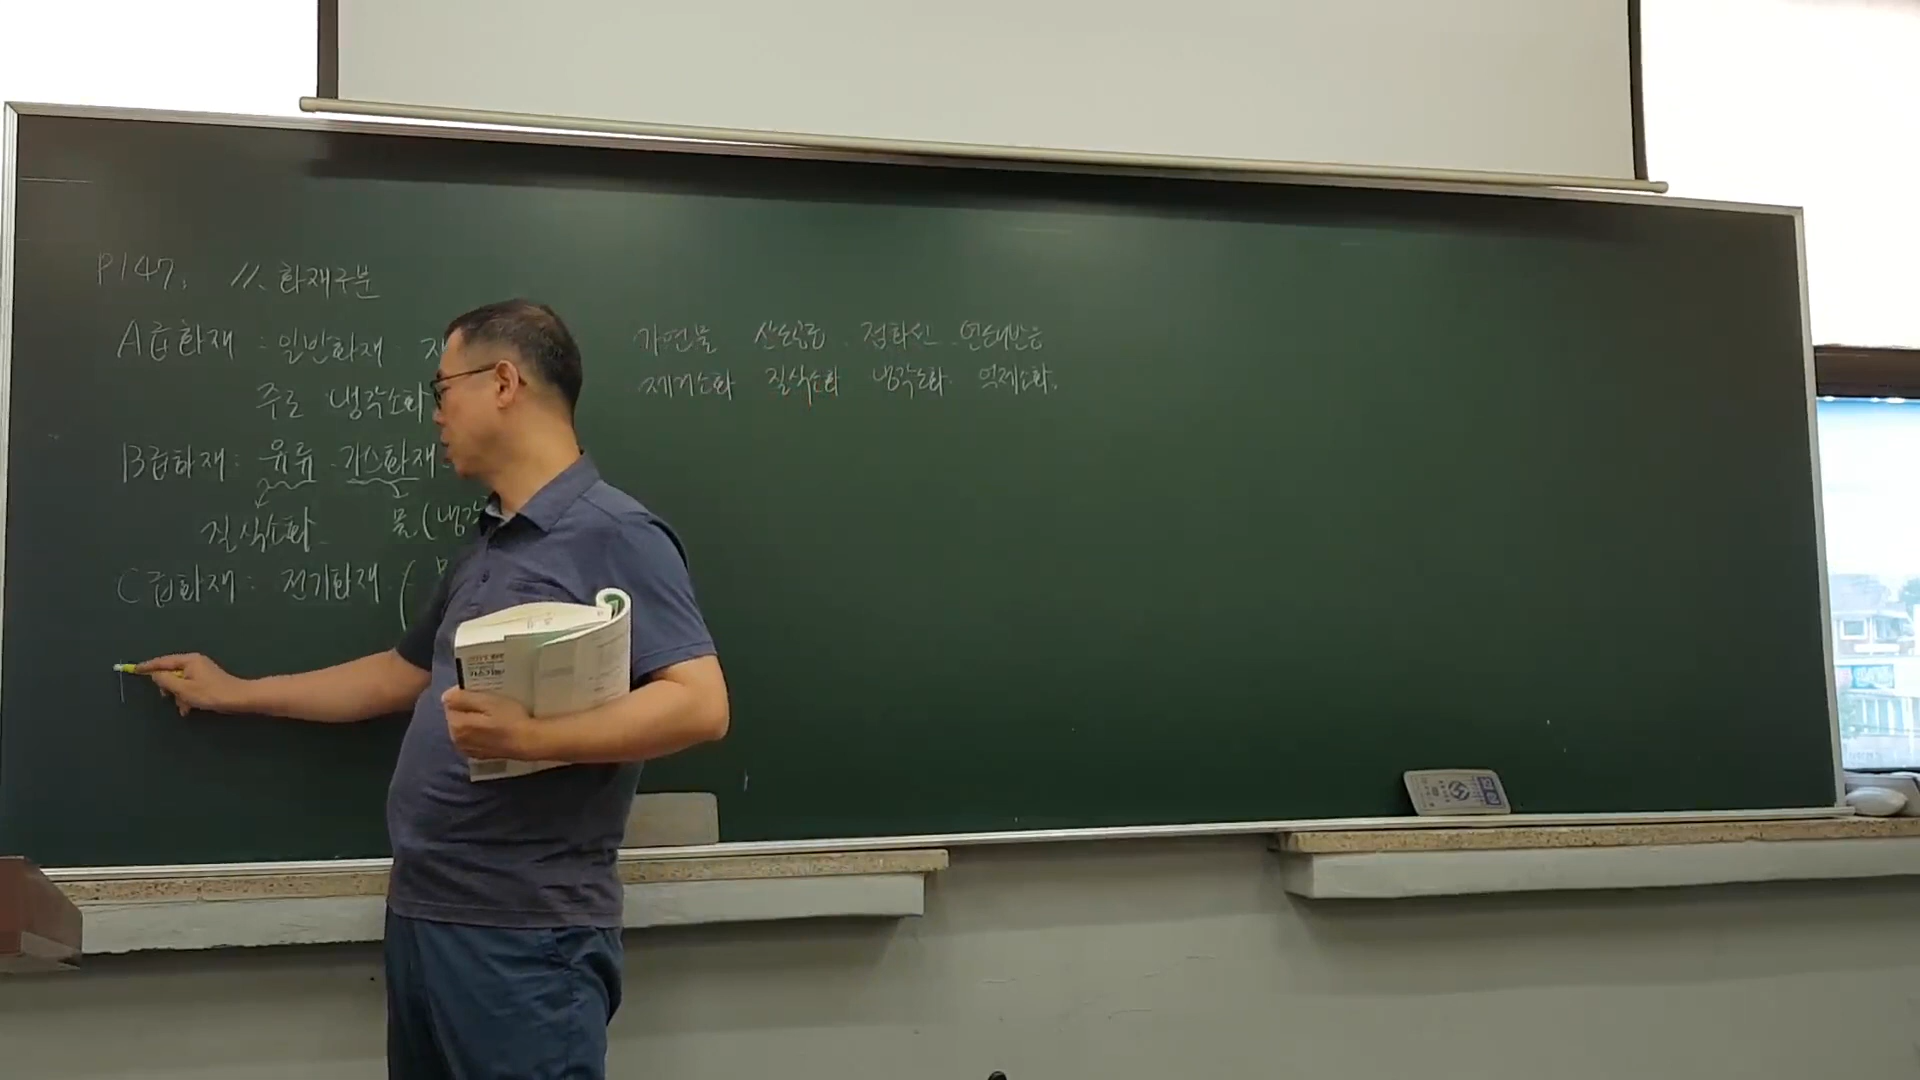 P147. 11. 화재구분
A급화재 : 일반화재
주로 냉각소화
B급화재 : 유류 . 가스화재
질식소화 물 (냉각
C급화재 : 전기화재 (
가연물 산소공급 점화원 연쇄반응
제거소화 질식소화 냉각소화 억제소화.